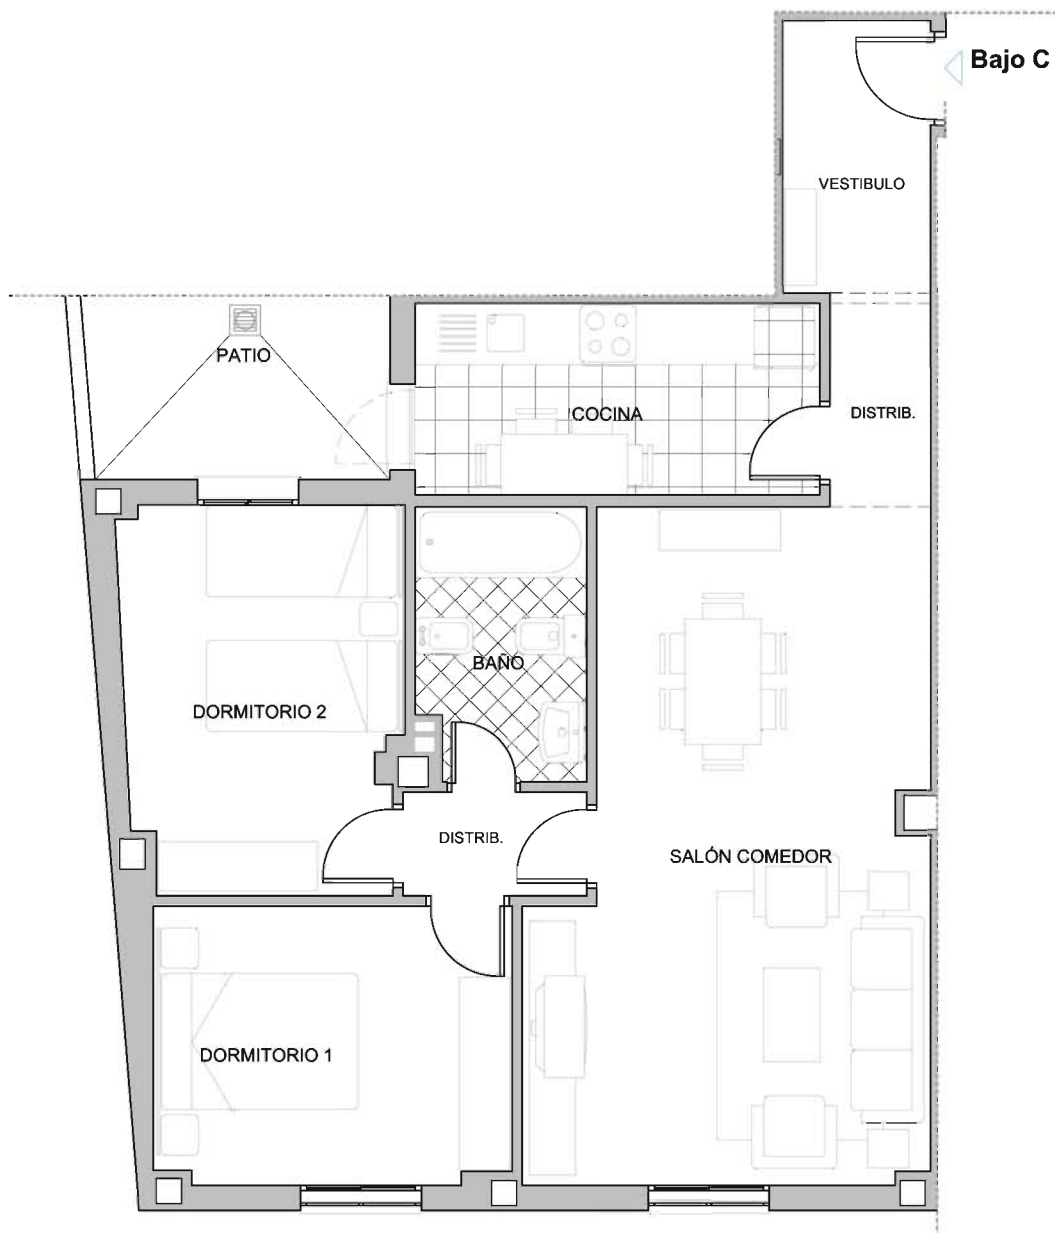 Bajo C
VESTIBULO
PATIO
COCINA
DISTRIB.
BAÑO
DORMITORIO 2
DISTRIB.
SALÓN COMEDOR
DORMITORIO 1